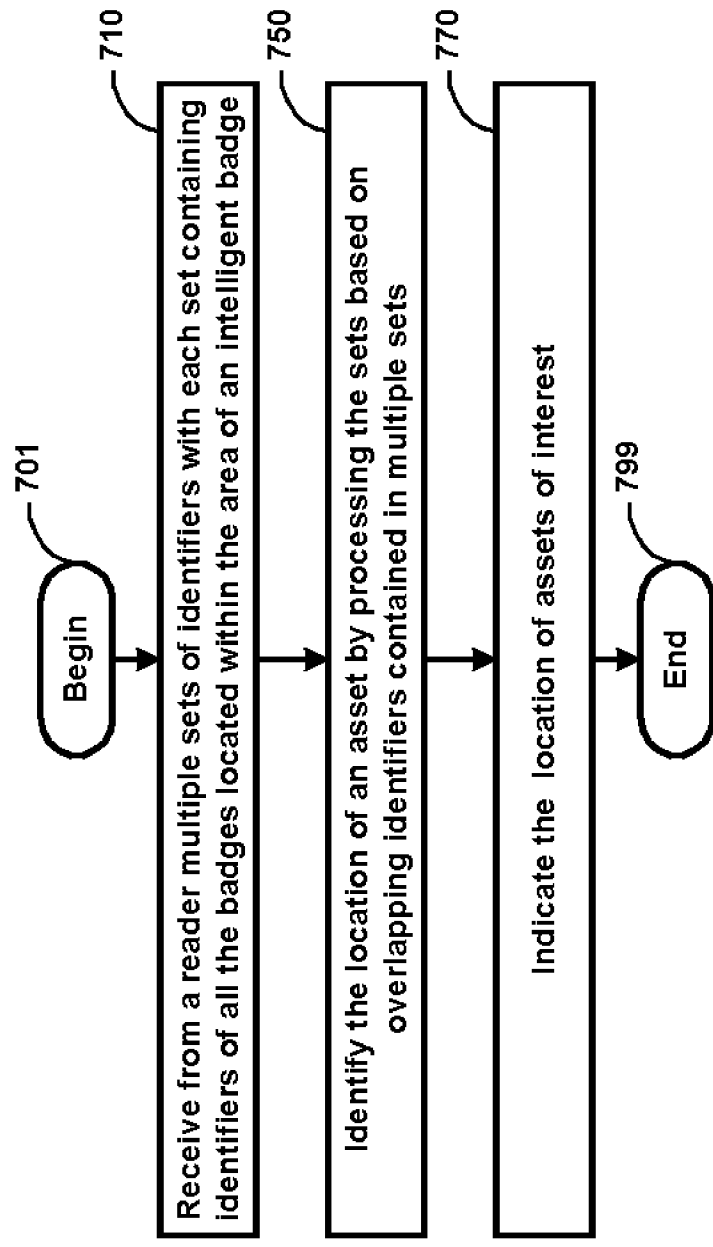 701
Begin
710
Receive from a reader multiple sets of identifiers with each set containing
identifiers of all the badges located within the area of an intelligent badge
750
Identify the location of an asset by processing the sets based on
overlapping identifiers contained in multiple sets
770
Indicate the location of assets of interest
799
End